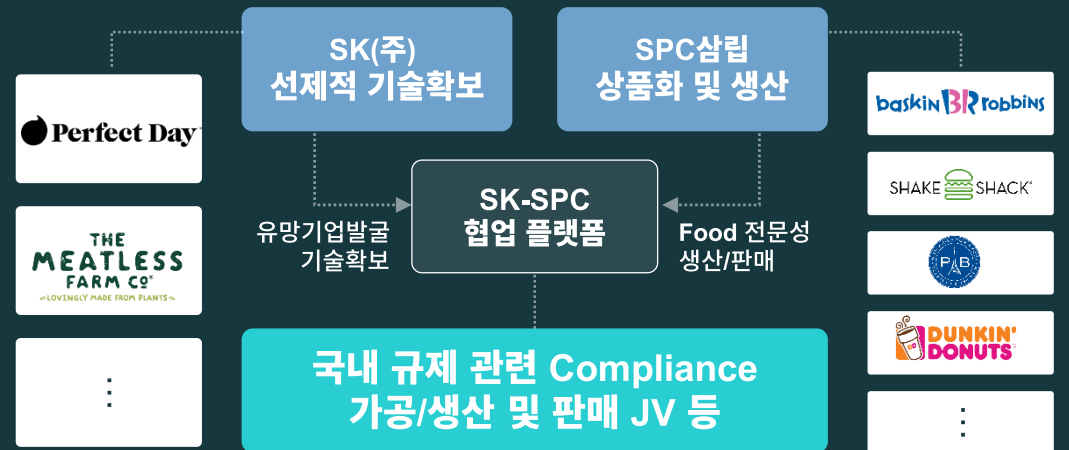 SK(주)
선제적 기술확보
SPC삼립
상품화 및 생산
Perfect Day
THE
MEATLESS
FARM Co
LOVINGLY MADE FROM PLANTS
⋮
SK-SPC
협업 플랫폼
유망기업발굴
기술확보
Food 전문성
생산/판매
baskin BR robbins
SHAKE SHACK
PB
DUNKIN'
DONUTS
⋮
국내 규제 관련 Compliance
가공/생산 및 판매 JV 등